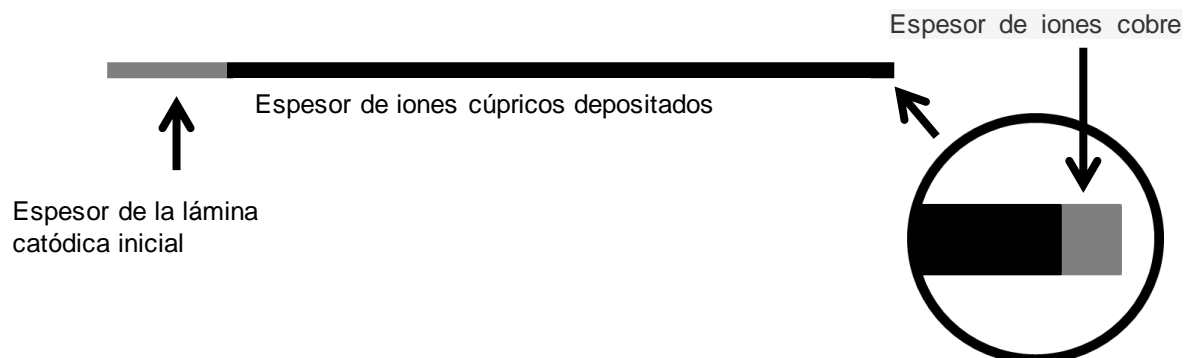 Espesor de iones cobre
Espesor de iones cúpricos depositados
Espesor de la lámina
catódica inicial